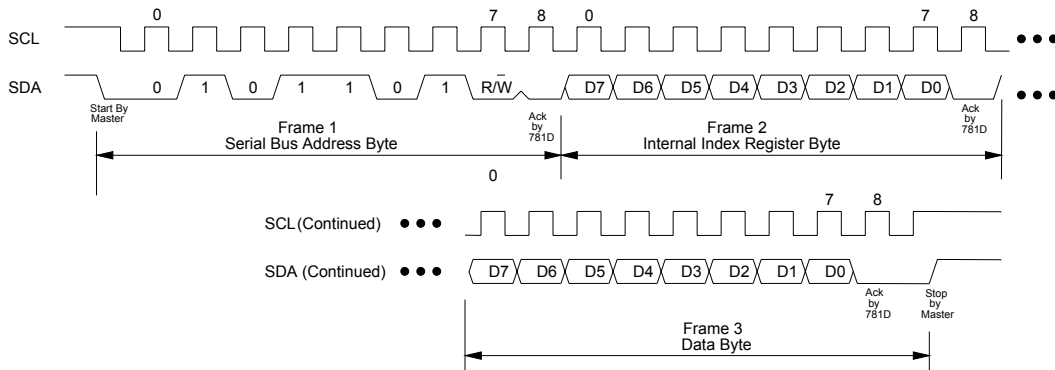 0 7 8 0 7 8
SCL
SDA 0 1 0 1 1 0 1 R/W̅ D7 D6 D5 D4 D3 D2 D1 D0
Start By
Master
Ack
by
781D
Ack
by
781D
Frame 1
Serial Bus Address Byte
Frame 2
Internal Index Register Byte
0 7 8
SCL (Continued)
SDA (Continued) D7 D6 D5 D4 D3 D2 D1 D0
Ack
by
781D
Stop
by
Master
Frame 3
Data Byte